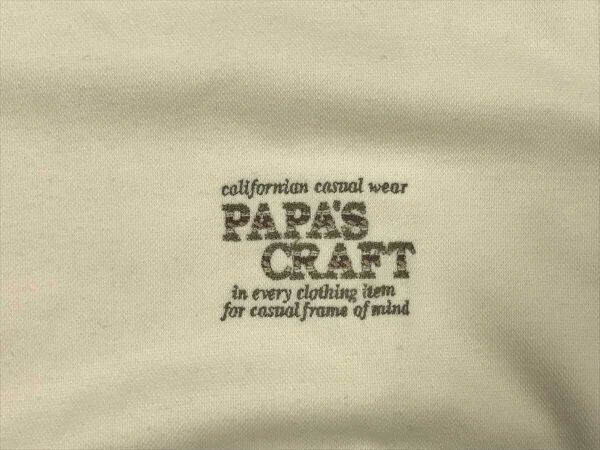 californian casual wear
PAPA'S
CRAFT
in every clothing item
for casual frame of mind